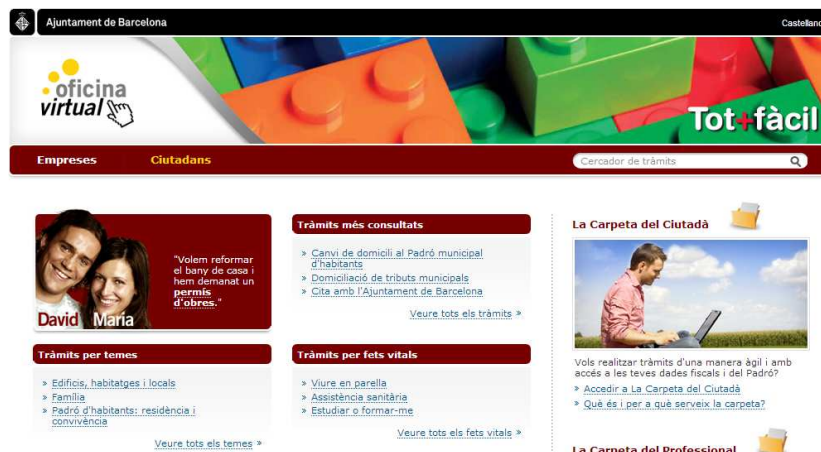 Ajuntament de Barcelona
Castellano
oficina
virtual
Tot+fàcil
Empreses
Ciutadans
Cercador de tràmits
"Volem reformar
el bany de casa i
hem demanat un
permís
d'obres."
David María
Tràmits més consultats
» Canvi de domicili al Padró municipal
d'habitants
» Domiciliació de tributs municipals
» Cita amb l'Ajuntament de Barcelona
Veure tots els tràmits »
Tràmits per temes
» Edificis, habitatges i locals
» Família
» Padró d'habitants: residència i
convivència
Veure tots els temes »
Tràmits per fets vitals
» Viure en parella
» Assistència sanitària
» Estudiar o formar-me
Veure tots els fets vitals »
La Carpeta del Ciutadà
Vols realitzar tràmits d'una manera àgil i amb
accés a les teves dades fiscals i del Padró?
» Accedir a La Carpeta del Ciutadà
» Què és i per a què serveix la carpeta?
La Carpeta del Professional